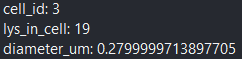 cell_id: 3
lys_in_cell: 19
diameter_um: 0.2799999713897705